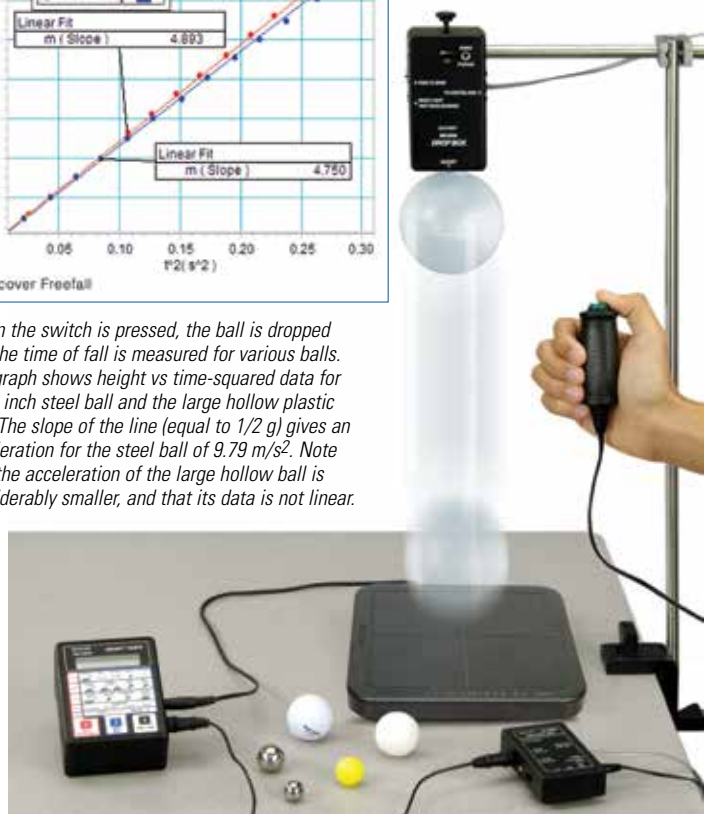 Linear Fit
m ( Slope ) 4.893
Linear Fit
m ( Slope ) 4.750
0.05 0.10 0.15 0.20 0.25 0.30
t^2( s^2 )
cover Freefall
n the switch is pressed, the ball is dropped
he time of fall is measured for various balls.
graph shows height vs time-squared data for
inch steel ball and the large hollow plastic
The slope of the line (equal to 1/2 g) gives an
leration for the steel ball of 9.79 m/s². Note
the acceleration of the large hollow ball is
iderably smaller, and that its data is not linear.
DROP BOX